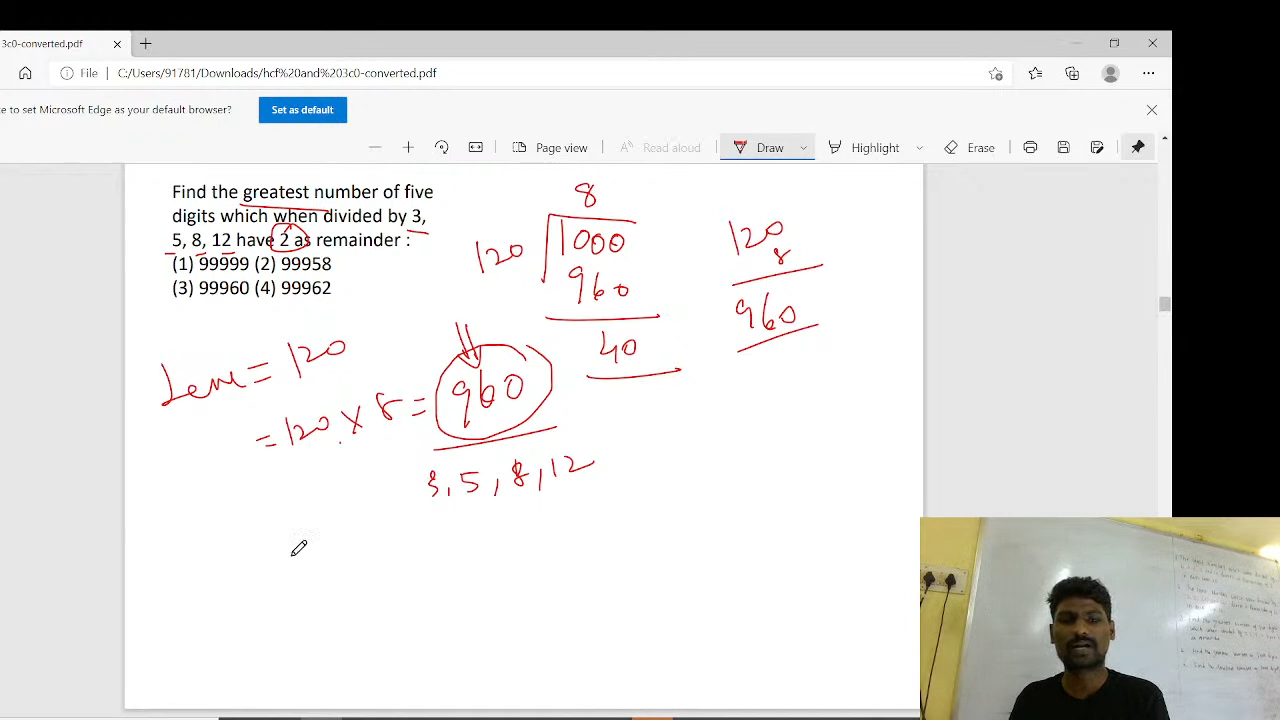 3c0-converted.pdf
File C:/Users/91781/Downloads/hcf%20and%203c0-converted.pdf
e to set Microsoft Edge as your default browser? Set as default
Page view Read aloud Draw Highlight Erase
Find the greatest number of five
digits which when divided by 3,
5, 8, 12 have 2 as remainder :
(1) 99999 (2) 99958
(3) 99960 (4) 99962
8
120 1000
960
40
120
8
960
= 120
= 120 x 8 = 960
3, 5, 8, 12